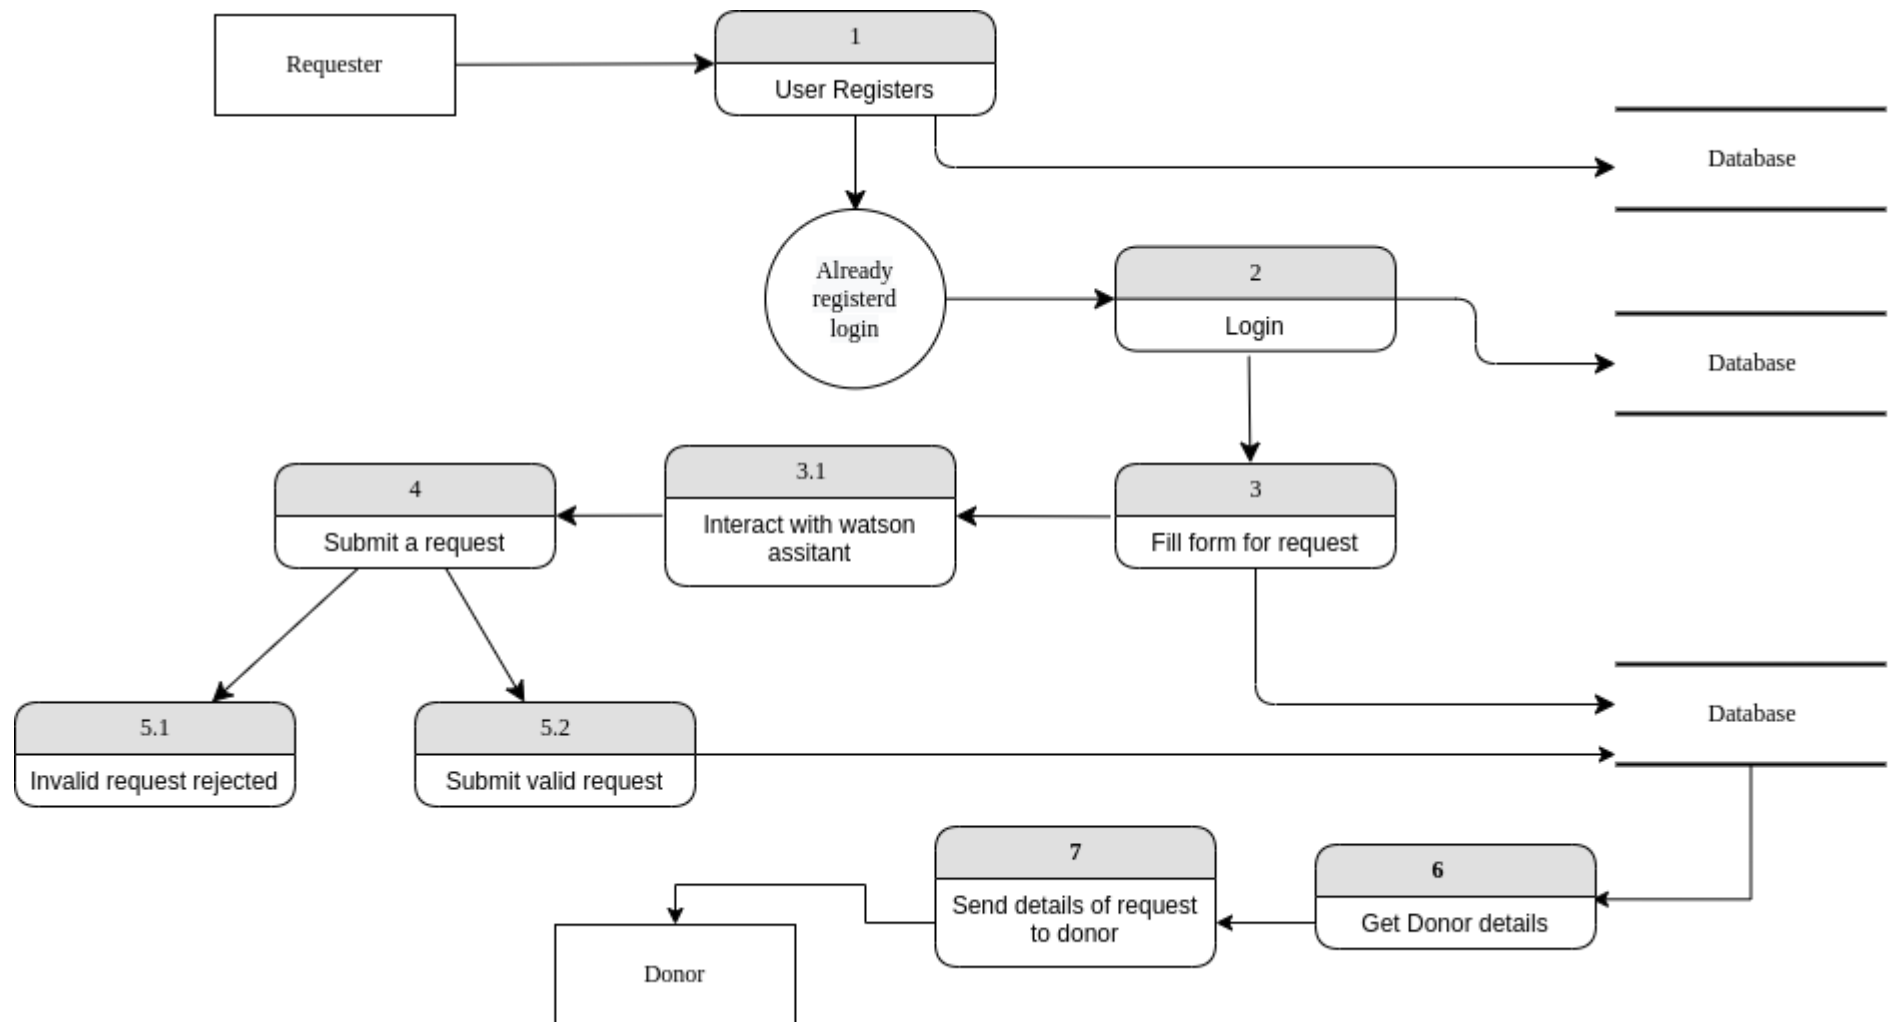 Requester
1
User Registers
Database
Already
registerd
login
2
Login
Database
4
Submit a request
3.1
Interact with watson
assitant
3
Fill form for request
5.1
Invalid request rejected
5.2
Submit valid request
Database
7
Send details of request
to donor
6
Get Donor details
Donor